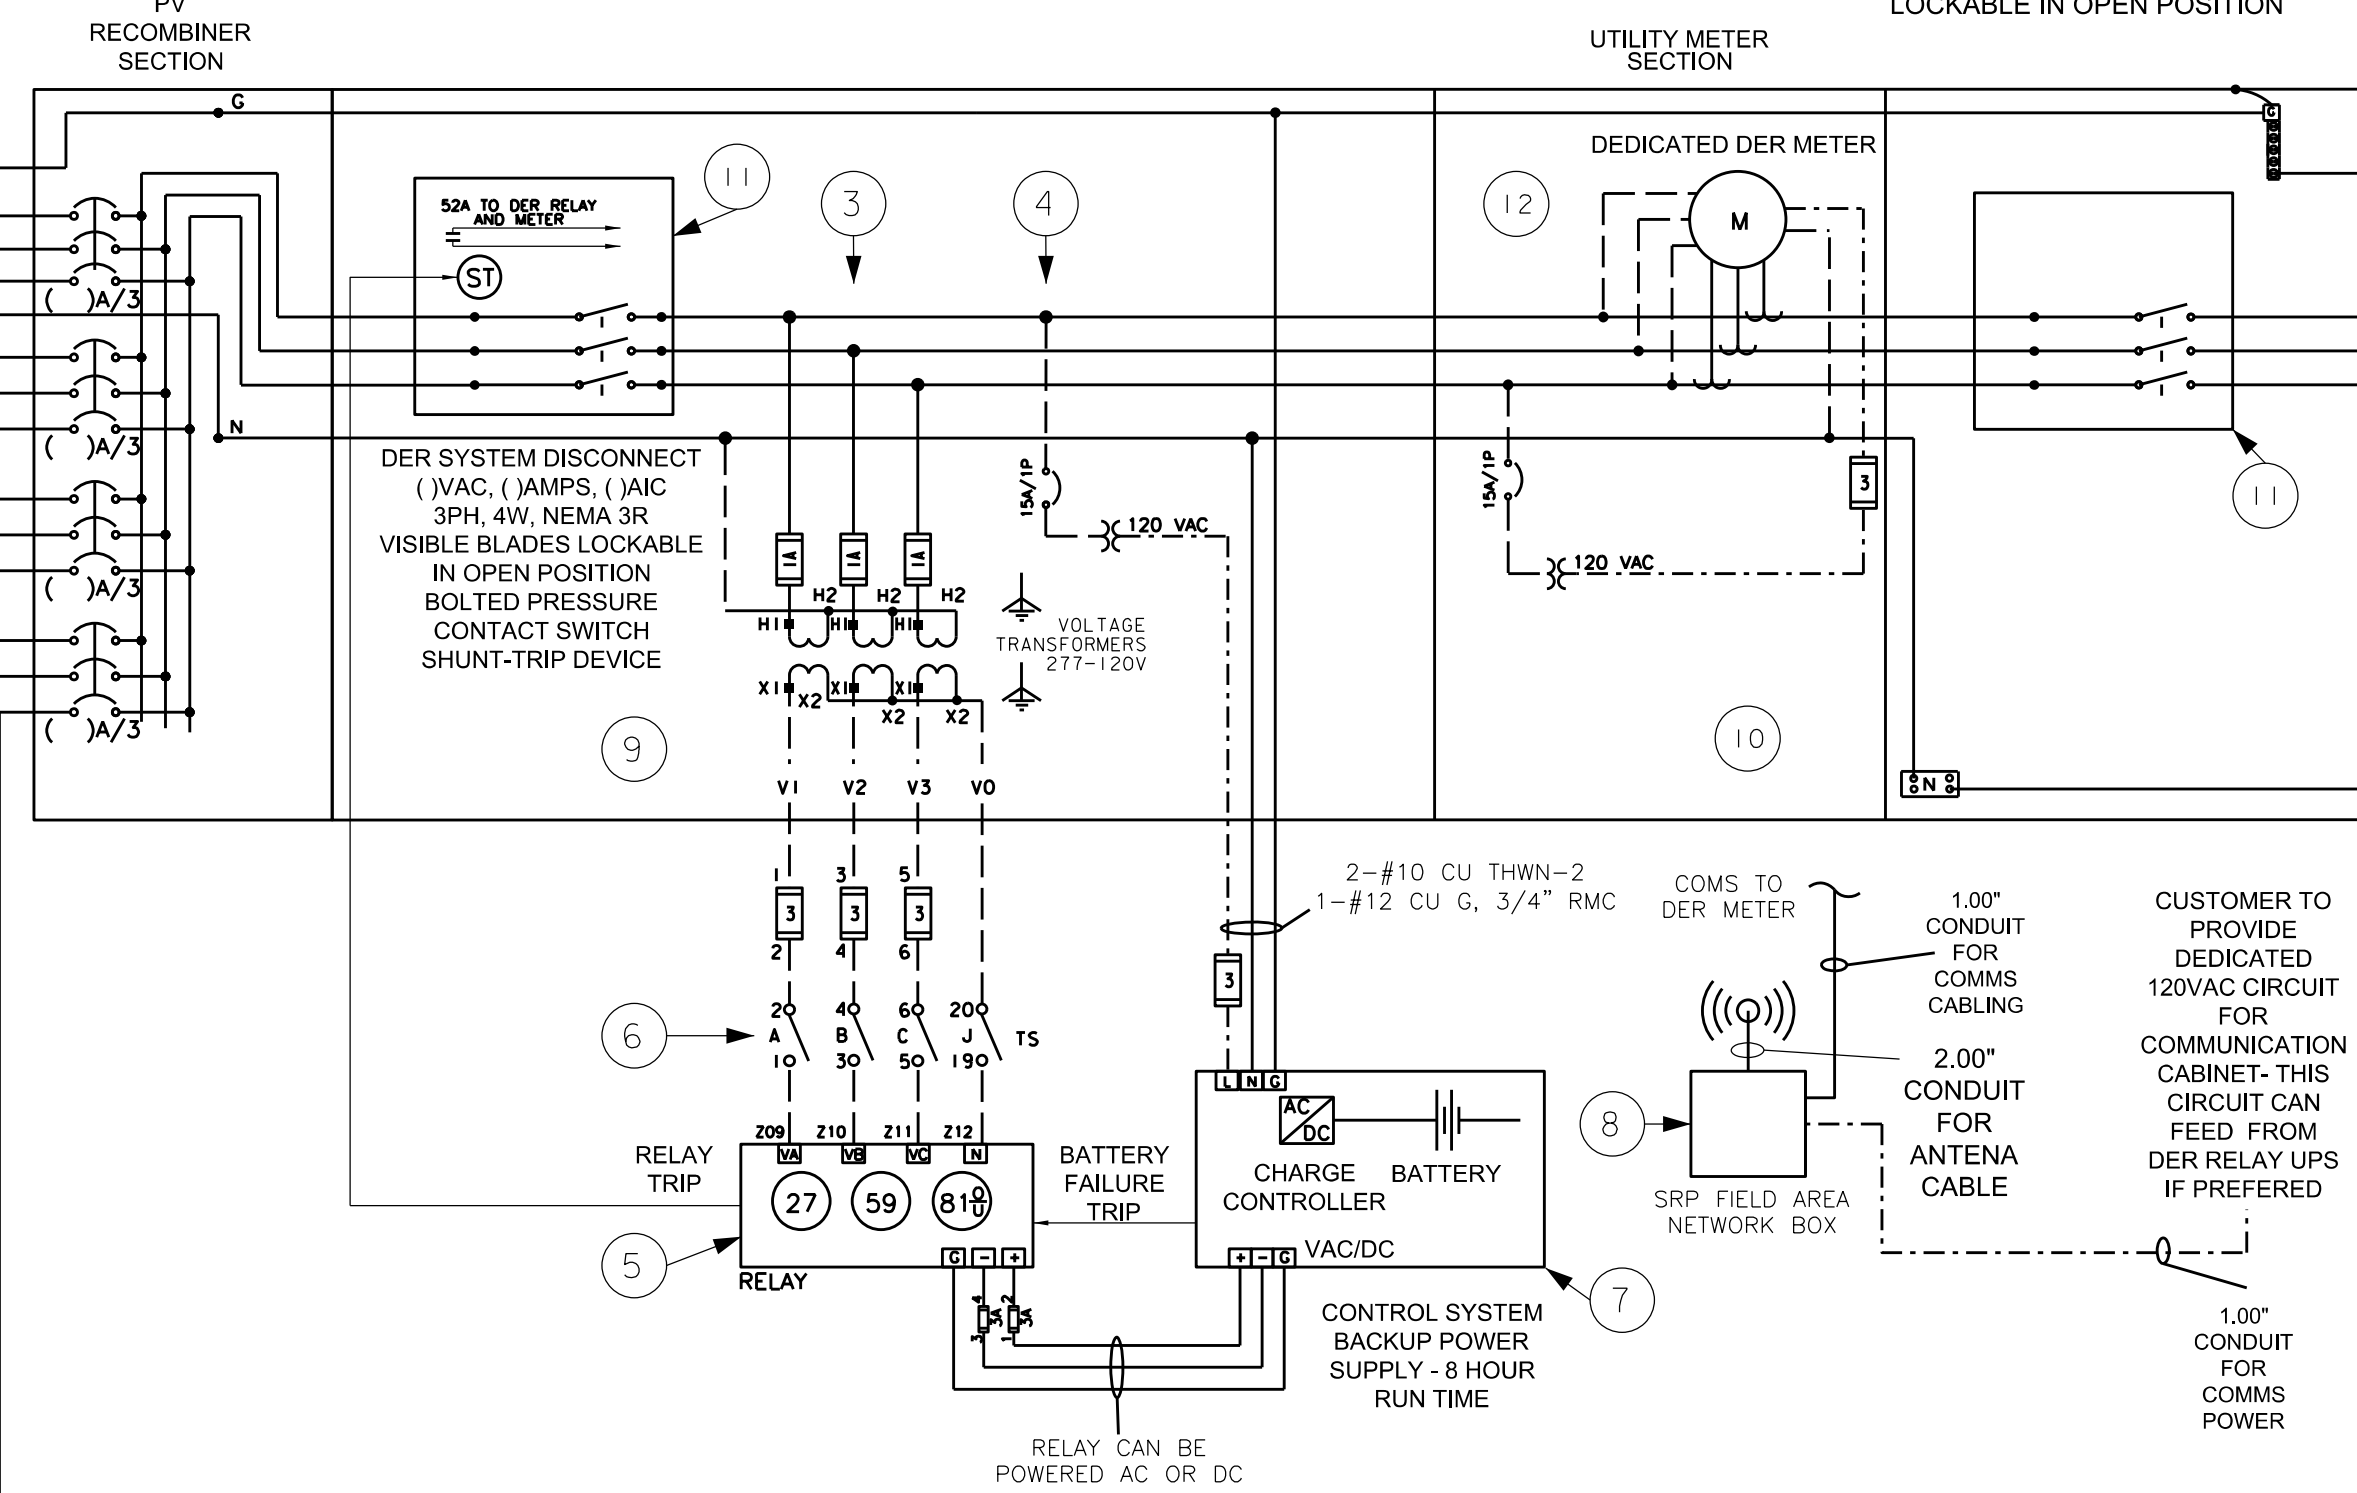 PV
RECOMBINER
SECTION
LOCKABLE IN OPEN POSITION
UTILITY METER
SECTION
G
G
DEDICATED DER METER
52A TO DER RELAY
AND METER
11
3
4
12
M
ST
( )A/3
N
( )A/3
( )A/3
( )A/3
DER SYSTEM DISCONNECT
( )VAC, ( )AMPS, ( )AIC
3PH, 4W, NEMA 3R
VISIBLE BLADES LOCKABLE
IN OPEN POSITION
BOLTED PRESSURE
CONTACT SWITCH
SHUNT-TRIP DEVICE
15A/1P
120 VAC
15A/1P
120 VAC
3
11
1A 1A 1A
H2 H2 H2
H1 H1 H1
VOLTAGE
TRANSFORMERS
277-120V
X1 X1 X1
X2 X2 X2
9
10
V1 V2 V3 V0
N
1 3 5
3 3 3
2 4 6
2-#10 CU THWN-2
1-#12 CU G, 3/4" RMC
3
COMS TO
DER METER
1.00"
CONDUIT
FOR
COMMS
CABLING
CUSTOMER TO
PROVIDE
DEDICATED
120VAC CIRCUIT
FOR
COMMUNICATION
CABINET- THIS
CIRCUIT CAN
FEED FROM
DER RELAY UPS
IF PREFERED
6
2 4 6 20
A B C J TS
1 3 5 19
2.00"
CONDUIT
FOR
ANTENA
CABLE
L N G
AC
DC
CHARGE
CONTROLLER
BATTERY
8
SRP FIELD AREA
NETWORK BOX
Z09 Z10 Z11 Z12
VA VB VC N
RELAY
TRIP
27 59 81 O/U
BATTERY
FAILURE
TRIP
G - +
+ - G
VAC/DC
5
RELAY
4 2
3A 3A
3 1
7
CONTROL SYSTEM
BACKUP POWER
SUPPLY - 8 HOUR
RUN TIME
1.00"
CONDUIT
FOR
COMMS
POWER
RELAY CAN BE
POWERED AC OR DC